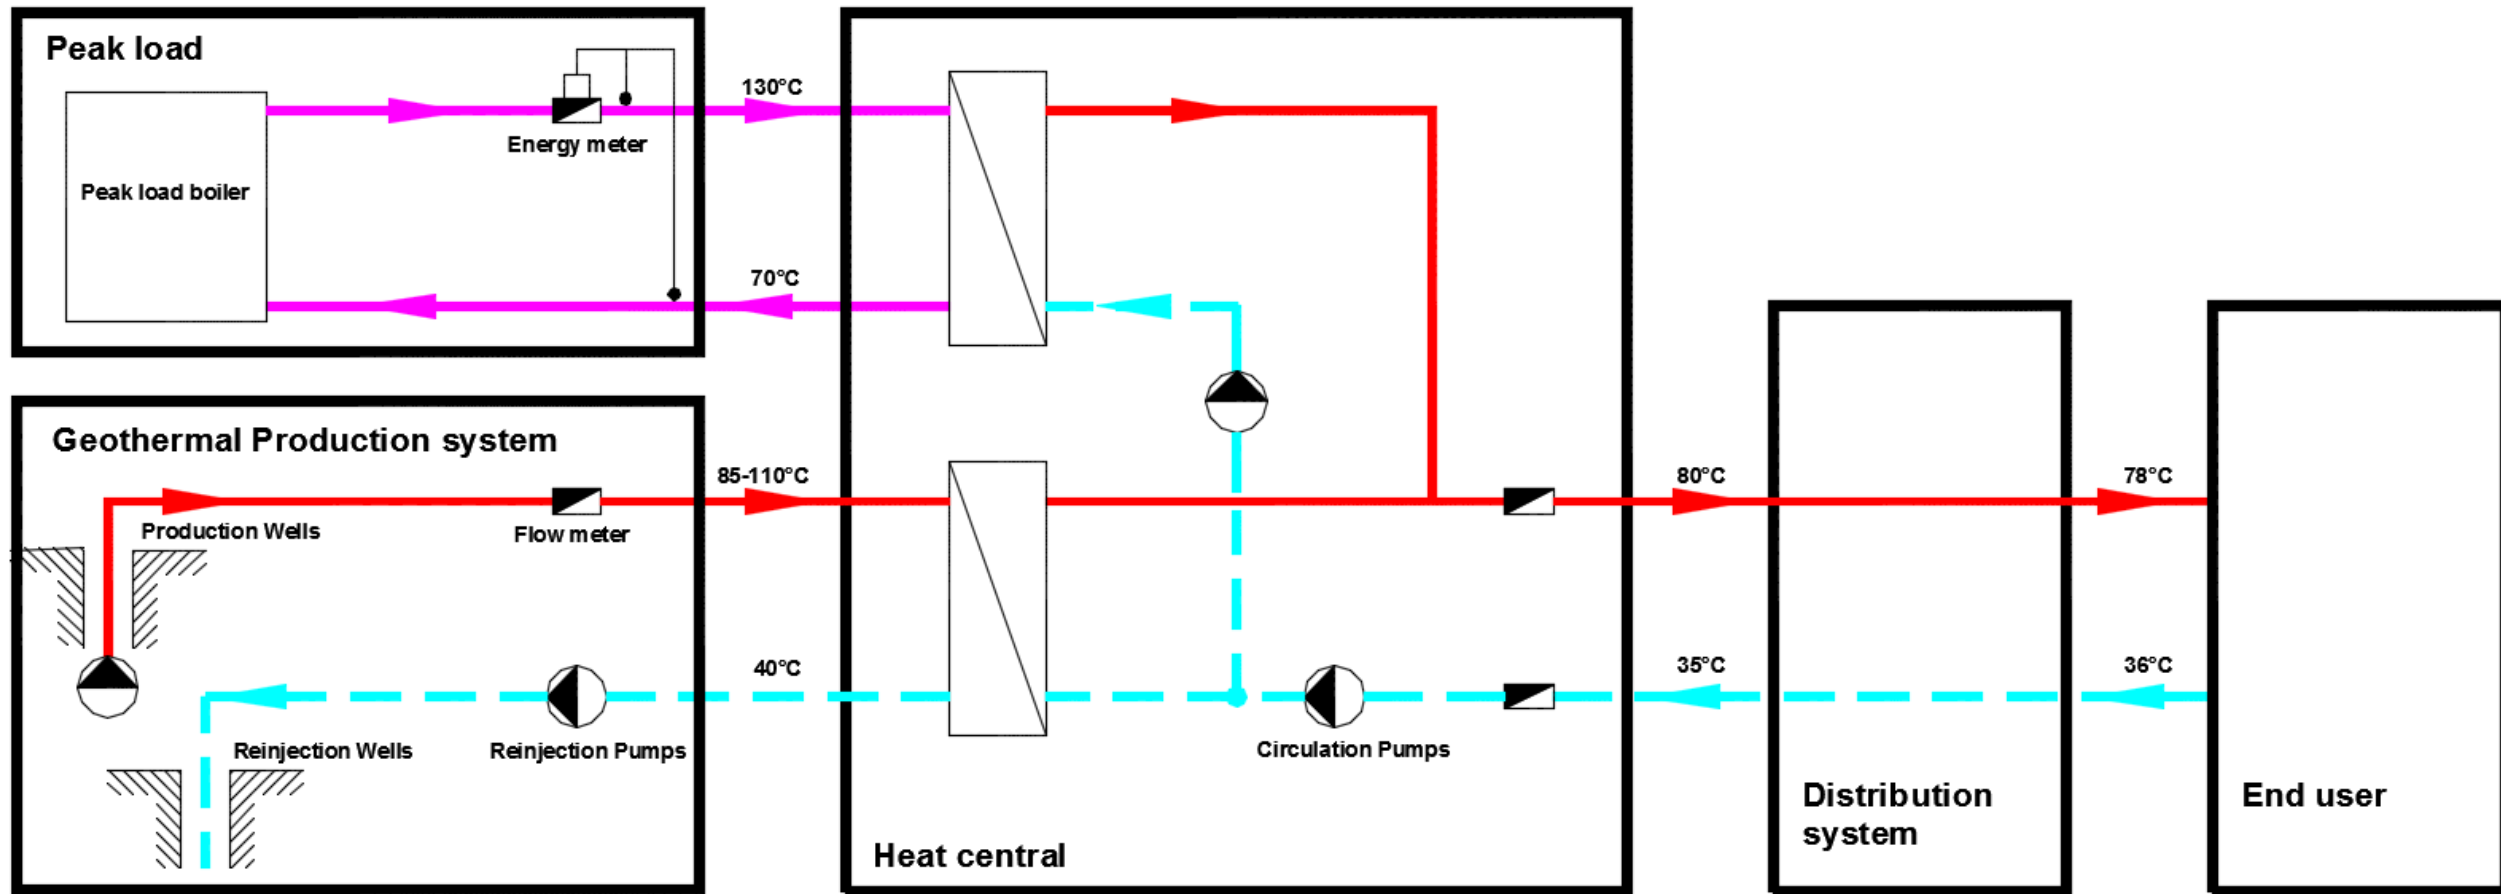 Peak load
130°C
Energy meter
Peak load boiler
70°C
Geothermal Production system
85-110°C
80°C
78°C
Production Wells
Flow meter
40°C
35°C
36°C
Reinjection Wells
Reinjection Pumps
Circulation Pumps
Distribution
system
End user
Heat central